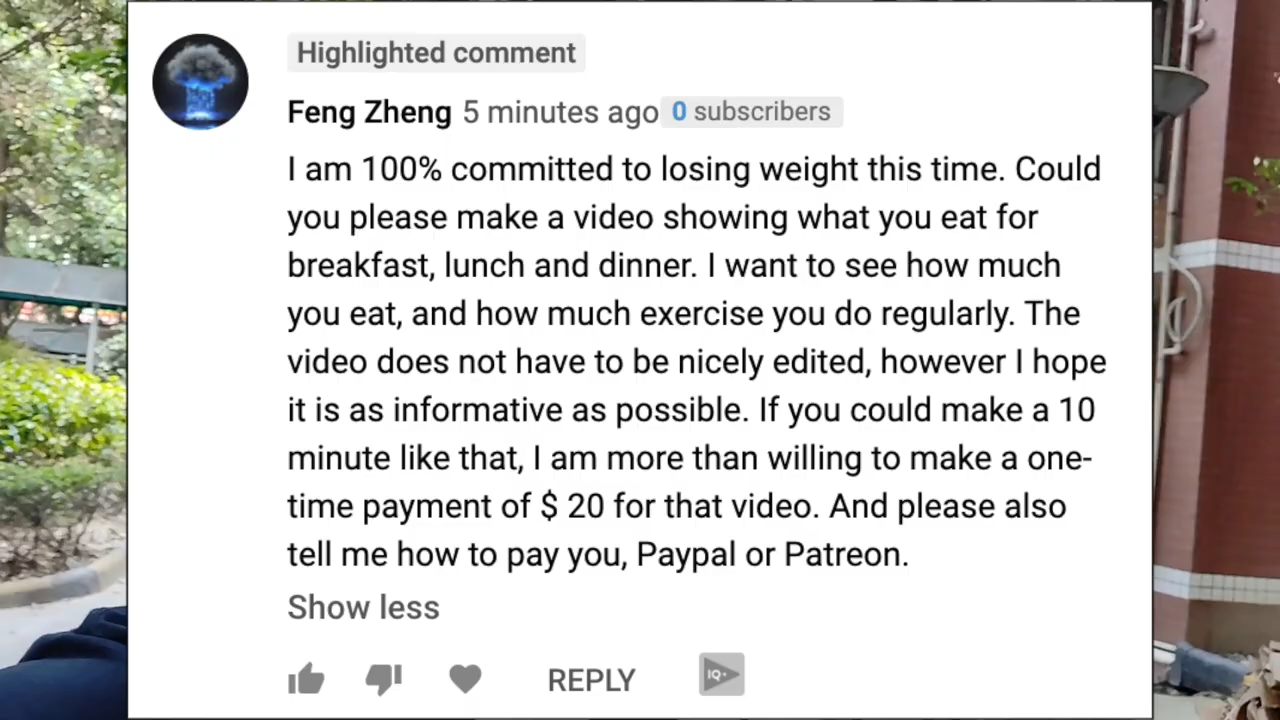 Highlighted comment
Feng Zheng 5 minutes ago 0 subscribers
I am 100% committed to losing weight this time. Could
you please make a video showing what you eat for
breakfast, lunch and dinner. I want to see how much
you eat, and how much exercise you do regularly. The
video does not have to be nicely edited, however I hope
it is as informative as possible. If you could make a 10
minute like that, I am more than willing to make a one-
time payment of $ 20 for that video. And please also
tell me how to pay you, Paypal or Patreon.
Show less
REPLY
IQ+